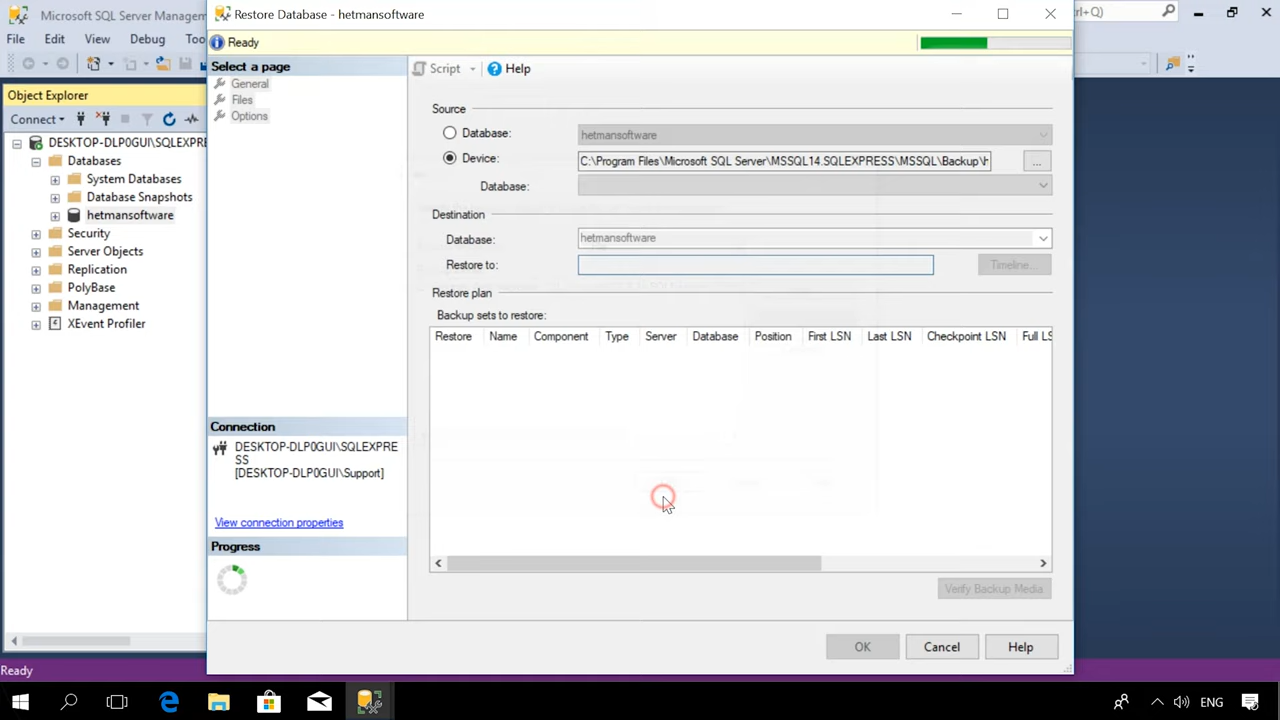 Microsoft SQL Server Managem
Restore Database - hetmansoftware
trl+Q)
File Edit View Debug Too
Ready
Select a page
General
Files
Options
Script
Help
Object Explorer
Connect
DESKTOP-DLP0GUI\SQLEXPRE
Databases
System Databases
Database Snapshots
hetmansoftware
Security
Server Objects
Replication
PolyBase
Management
XEvent Profiler
Source
Database: hetmansoftware
Device: C:\Program Files\Microsoft SQL Server\MSSQL14.SQLEXPRESS\MSSQL\Backup\h ...
Database:
Destination
Database: hetmansoftware
Restore to: Timeline...
Restore plan
Backup sets to restore:
Restore Name Component Type Server Database Position First LSN Last LSN Checkpoint LSN Full LS
Connection
DESKTOP-DLP0GUI\SQLEXPRE
SS
[DESKTOP-DLP0GUI\Support]
View connection properties
Progress
Verify Backup Media
OK Cancel Help
Ready
ENG